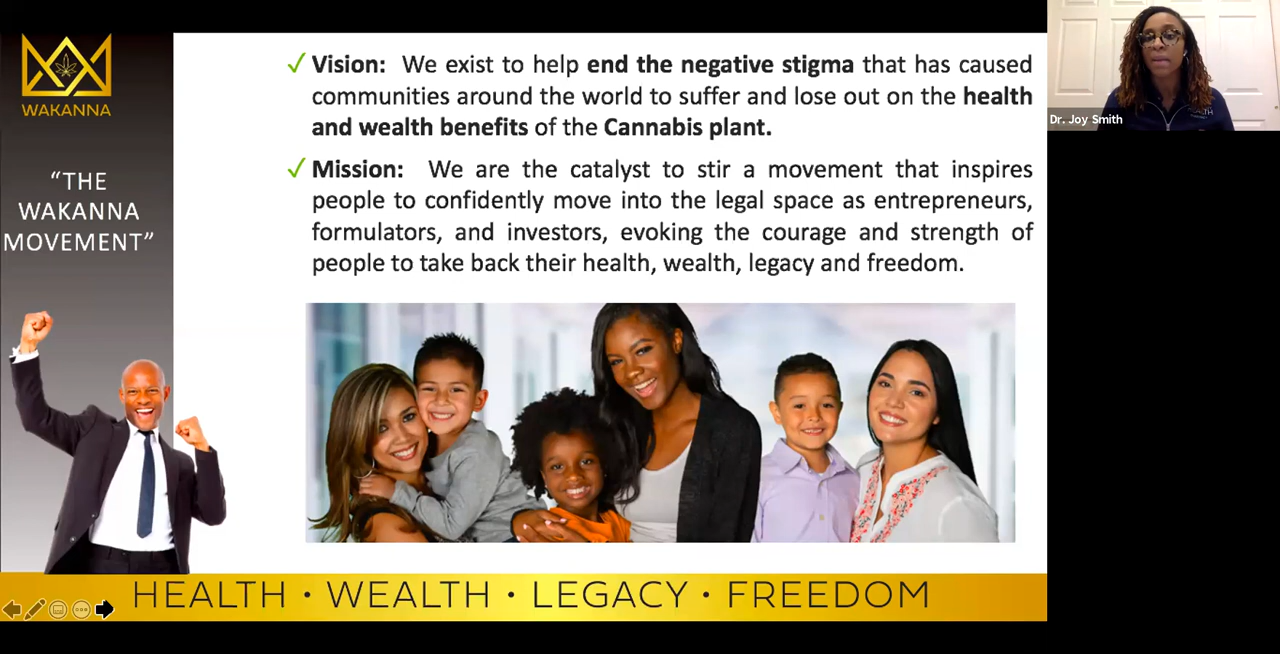 WAKANNA
“THE
WAKANNA
MOVEMENT”
✓ Vision: We exist to help end the negative stigma that has caused
communities around the world to suffer and lose out on the health
and wealth benefits of the Cannabis plant.
✓ Mission: We are the catalyst to stir a movement that inspires
people to confidently move into the legal space as entrepreneurs,
formulators, and investors, evoking the courage and strength of
people to take back their health, wealth, legacy and freedom.
HEALTH · WEALTH · LEGACY · FREEDOM
Dr. Joy Smith